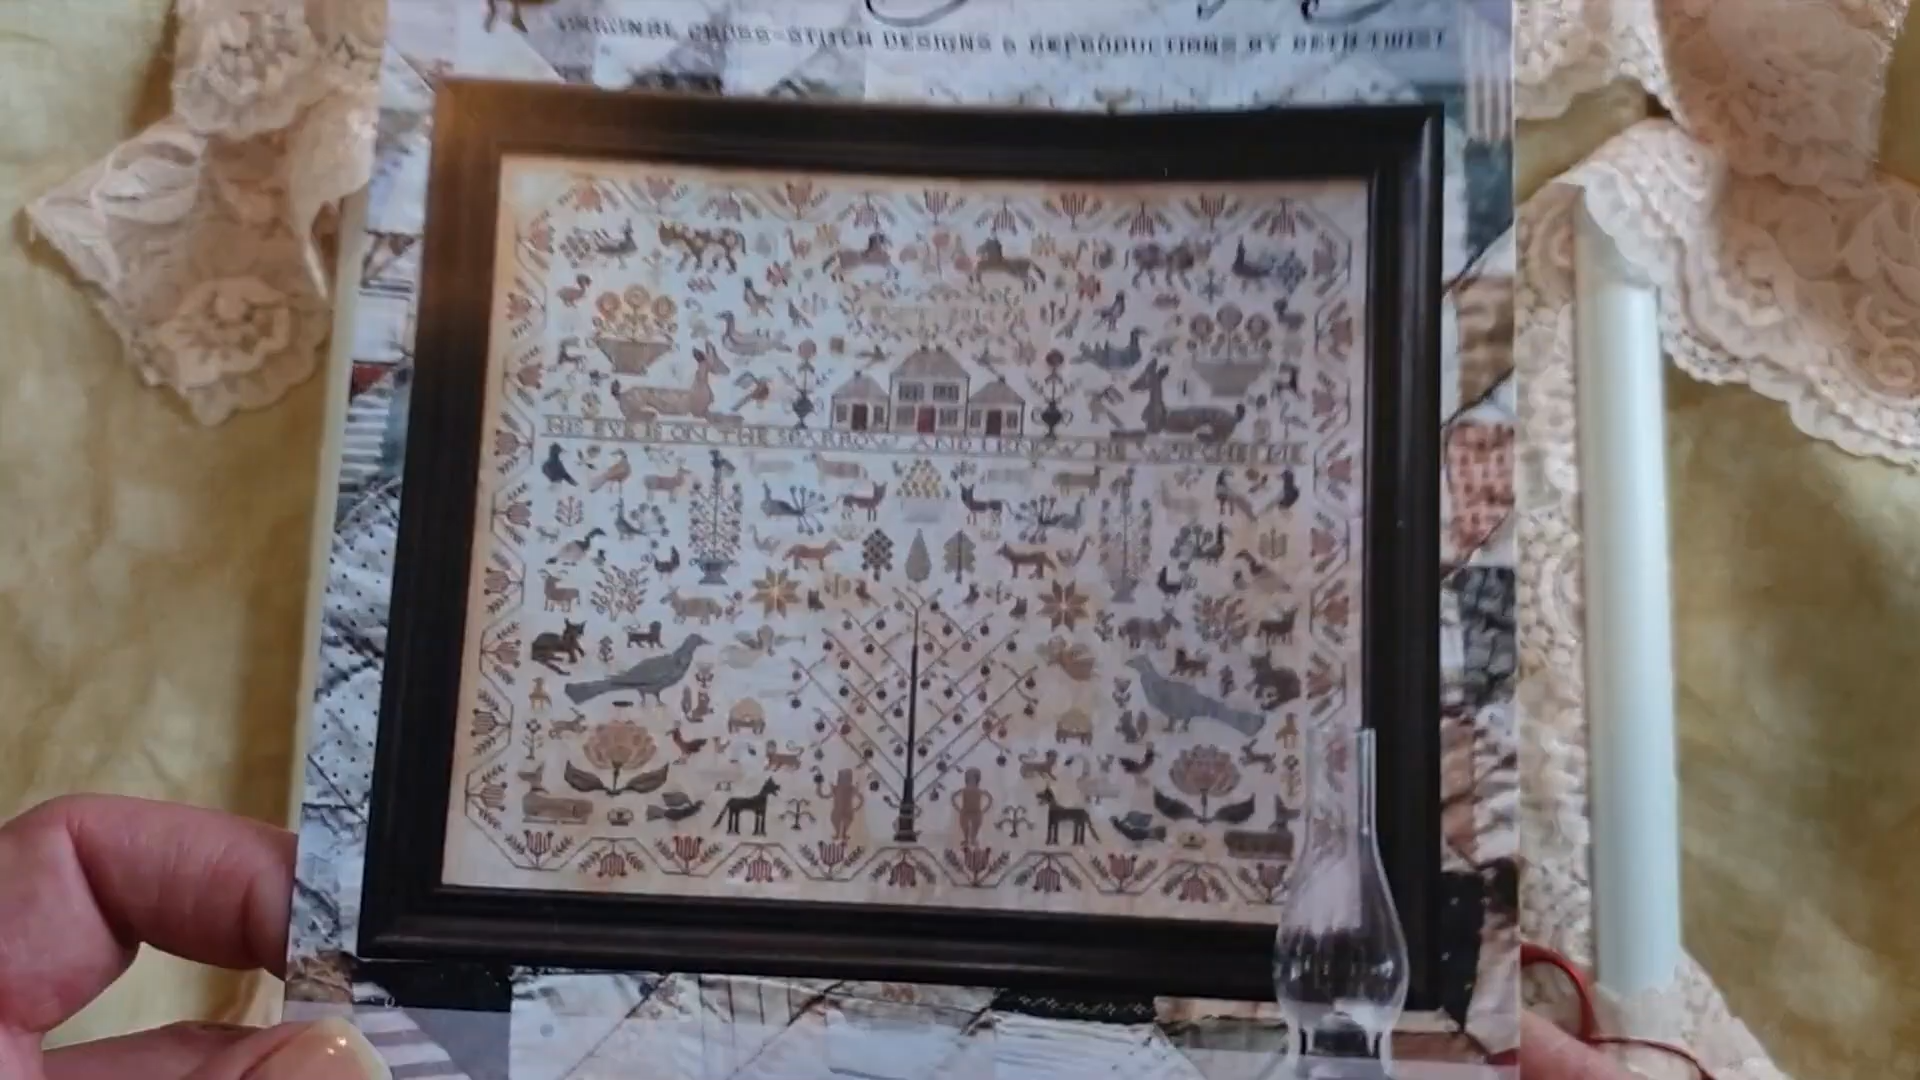 ORIGINAL CROSS-STITCH DESIGNS & REPRODUCTIONS BY BETH TWIST
HIS EYE IS ON THE SPARROW AND I KNOW HE WATCHES ME